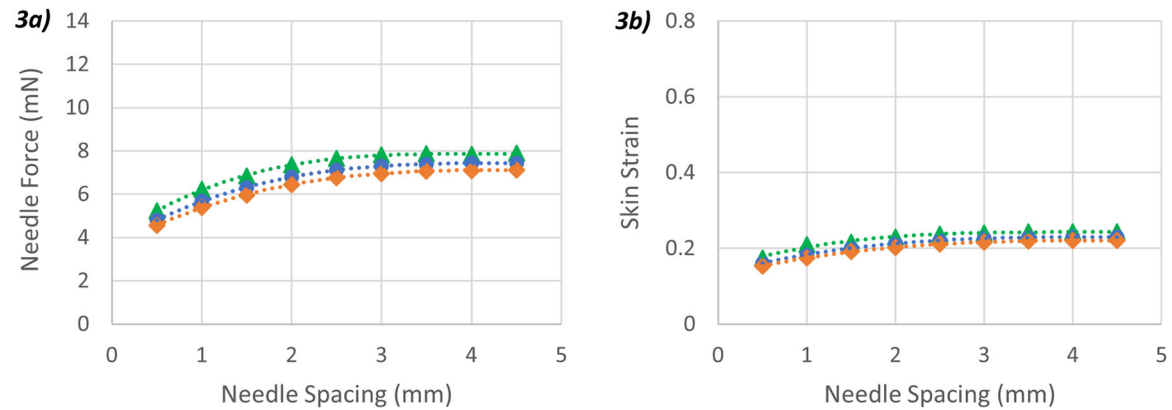 3a)
Needle Force (mN)
14
12
10
8
6
4
2
0
0 1 2 3 4 5
Needle Spacing (mm)
3b)
Skin Strain
0.8
0.6
0.4
0.2
0
0 1 2 3 4 5
Needle Spacing (mm)